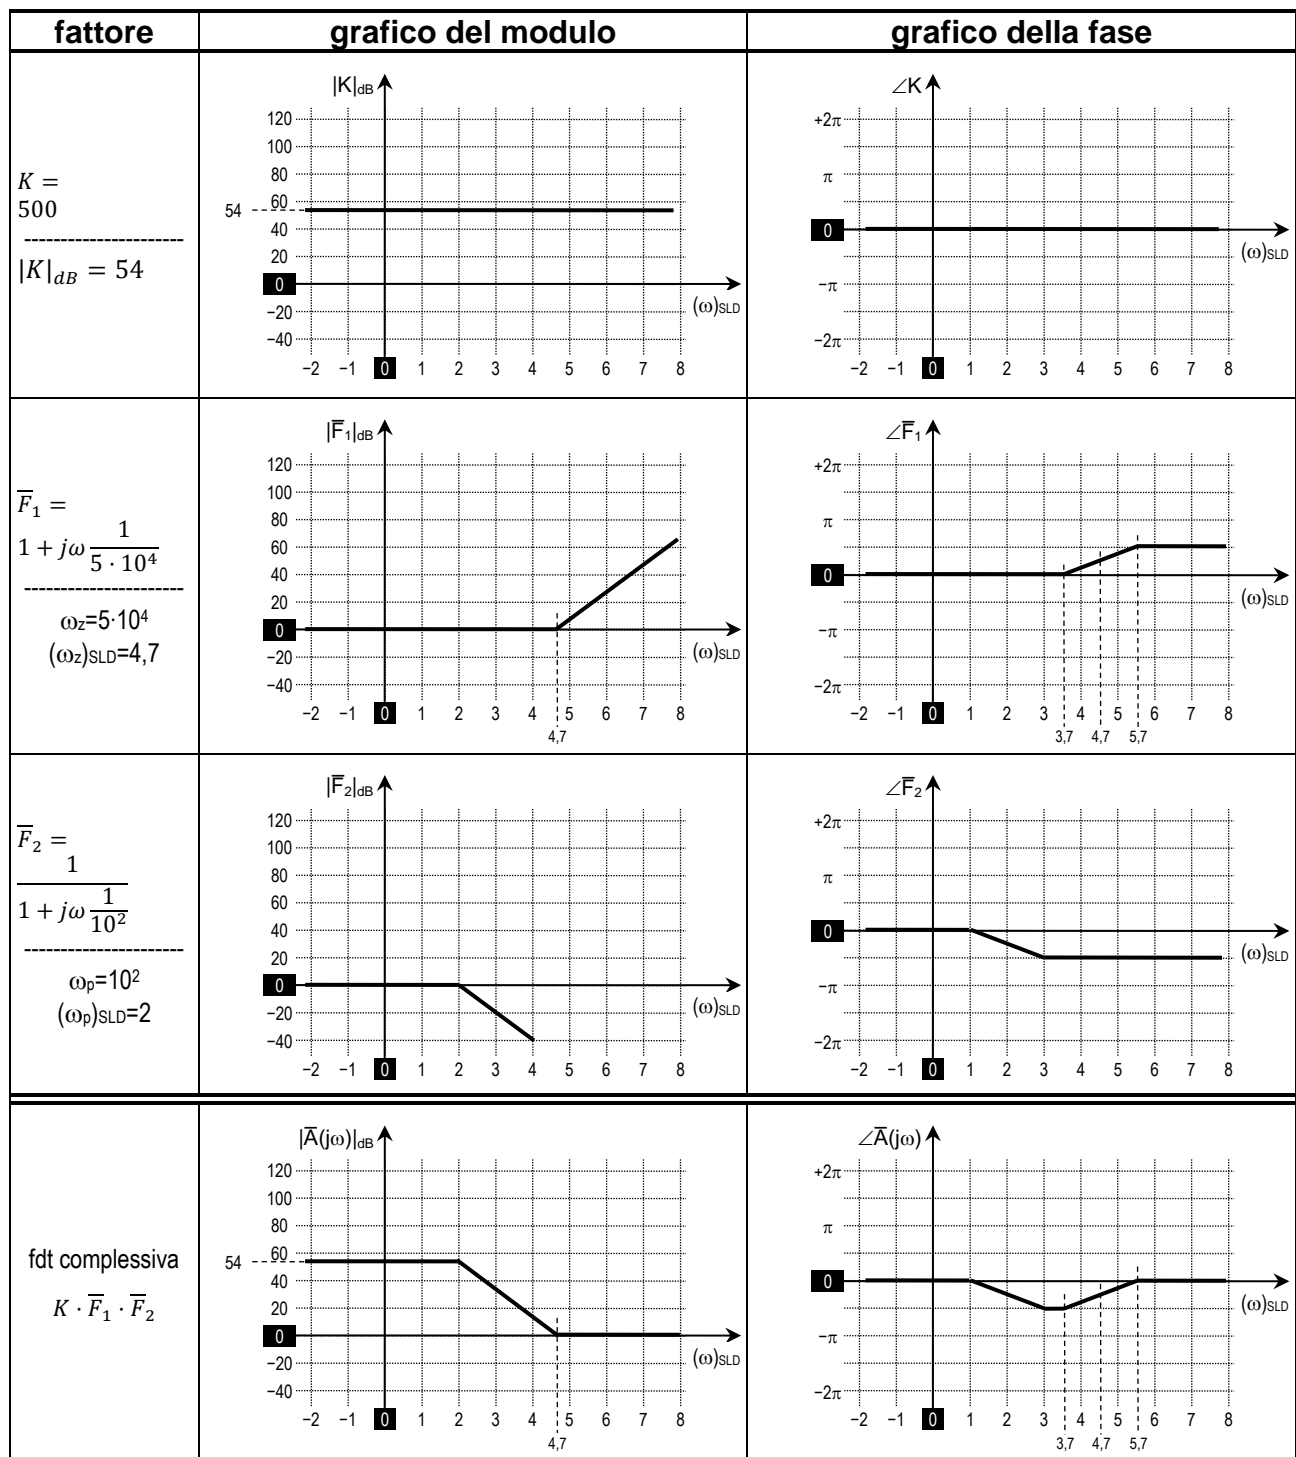 fattore
grafico del modulo
grafico della fase
K =
500
------------------------
|K|dB = 54
|K|dB
120
100
80
60
54
40
20
0
−20
−40
(ω)SLD
−2 −1 0 1 2 3 4 5 6 7 8
∠K
+2π
π
0
−π
−2π
(ω)SLD
−2 −1 0 1 2 3 4 5 6 7 8
F̅1 =
1 + jω 1/(5 · 10⁴)
------------------------
ωz=5·10⁴
(ωz)SLD=4,7
|F̅1|dB
120
100
80
60
40
20
0
−20
−40
(ω)SLD
−2 −1 0 1 2 3 4 5 6 7 8
4,7
∠F̅1
+2π
π
0
−π
−2π
(ω)SLD
−2 −1 0 1 2 3 4 5 6 7 8
3,7 4,7 5,7
F̅2 =
1/(1 + jω 1/10²)
------------------------
ωp=10²
(ωp)SLD=2
|F̅2|dB
120
100
80
60
40
20
0
−20
−40
(ω)SLD
−2 −1 0 1 2 3 4 5 6 7 8
∠F̅2
+2π
π
0
−π
−2π
(ω)SLD
−2 −1 0 1 2 3 4 5 6 7 8
fdt complessiva
K · F̅1 · F̅2
|A̅(jω)|dB
120
100
80
60
54
40
20
0
−20
−40
(ω)SLD
−2 −1 0 1 2 3 4 5 6 7 8
4,7
∠A̅(jω)
+2π
π
0
−π
−2π
(ω)SLD
−2 −1 0 1 2 3 4 5 6 7 8
3,7 4,7 5,7